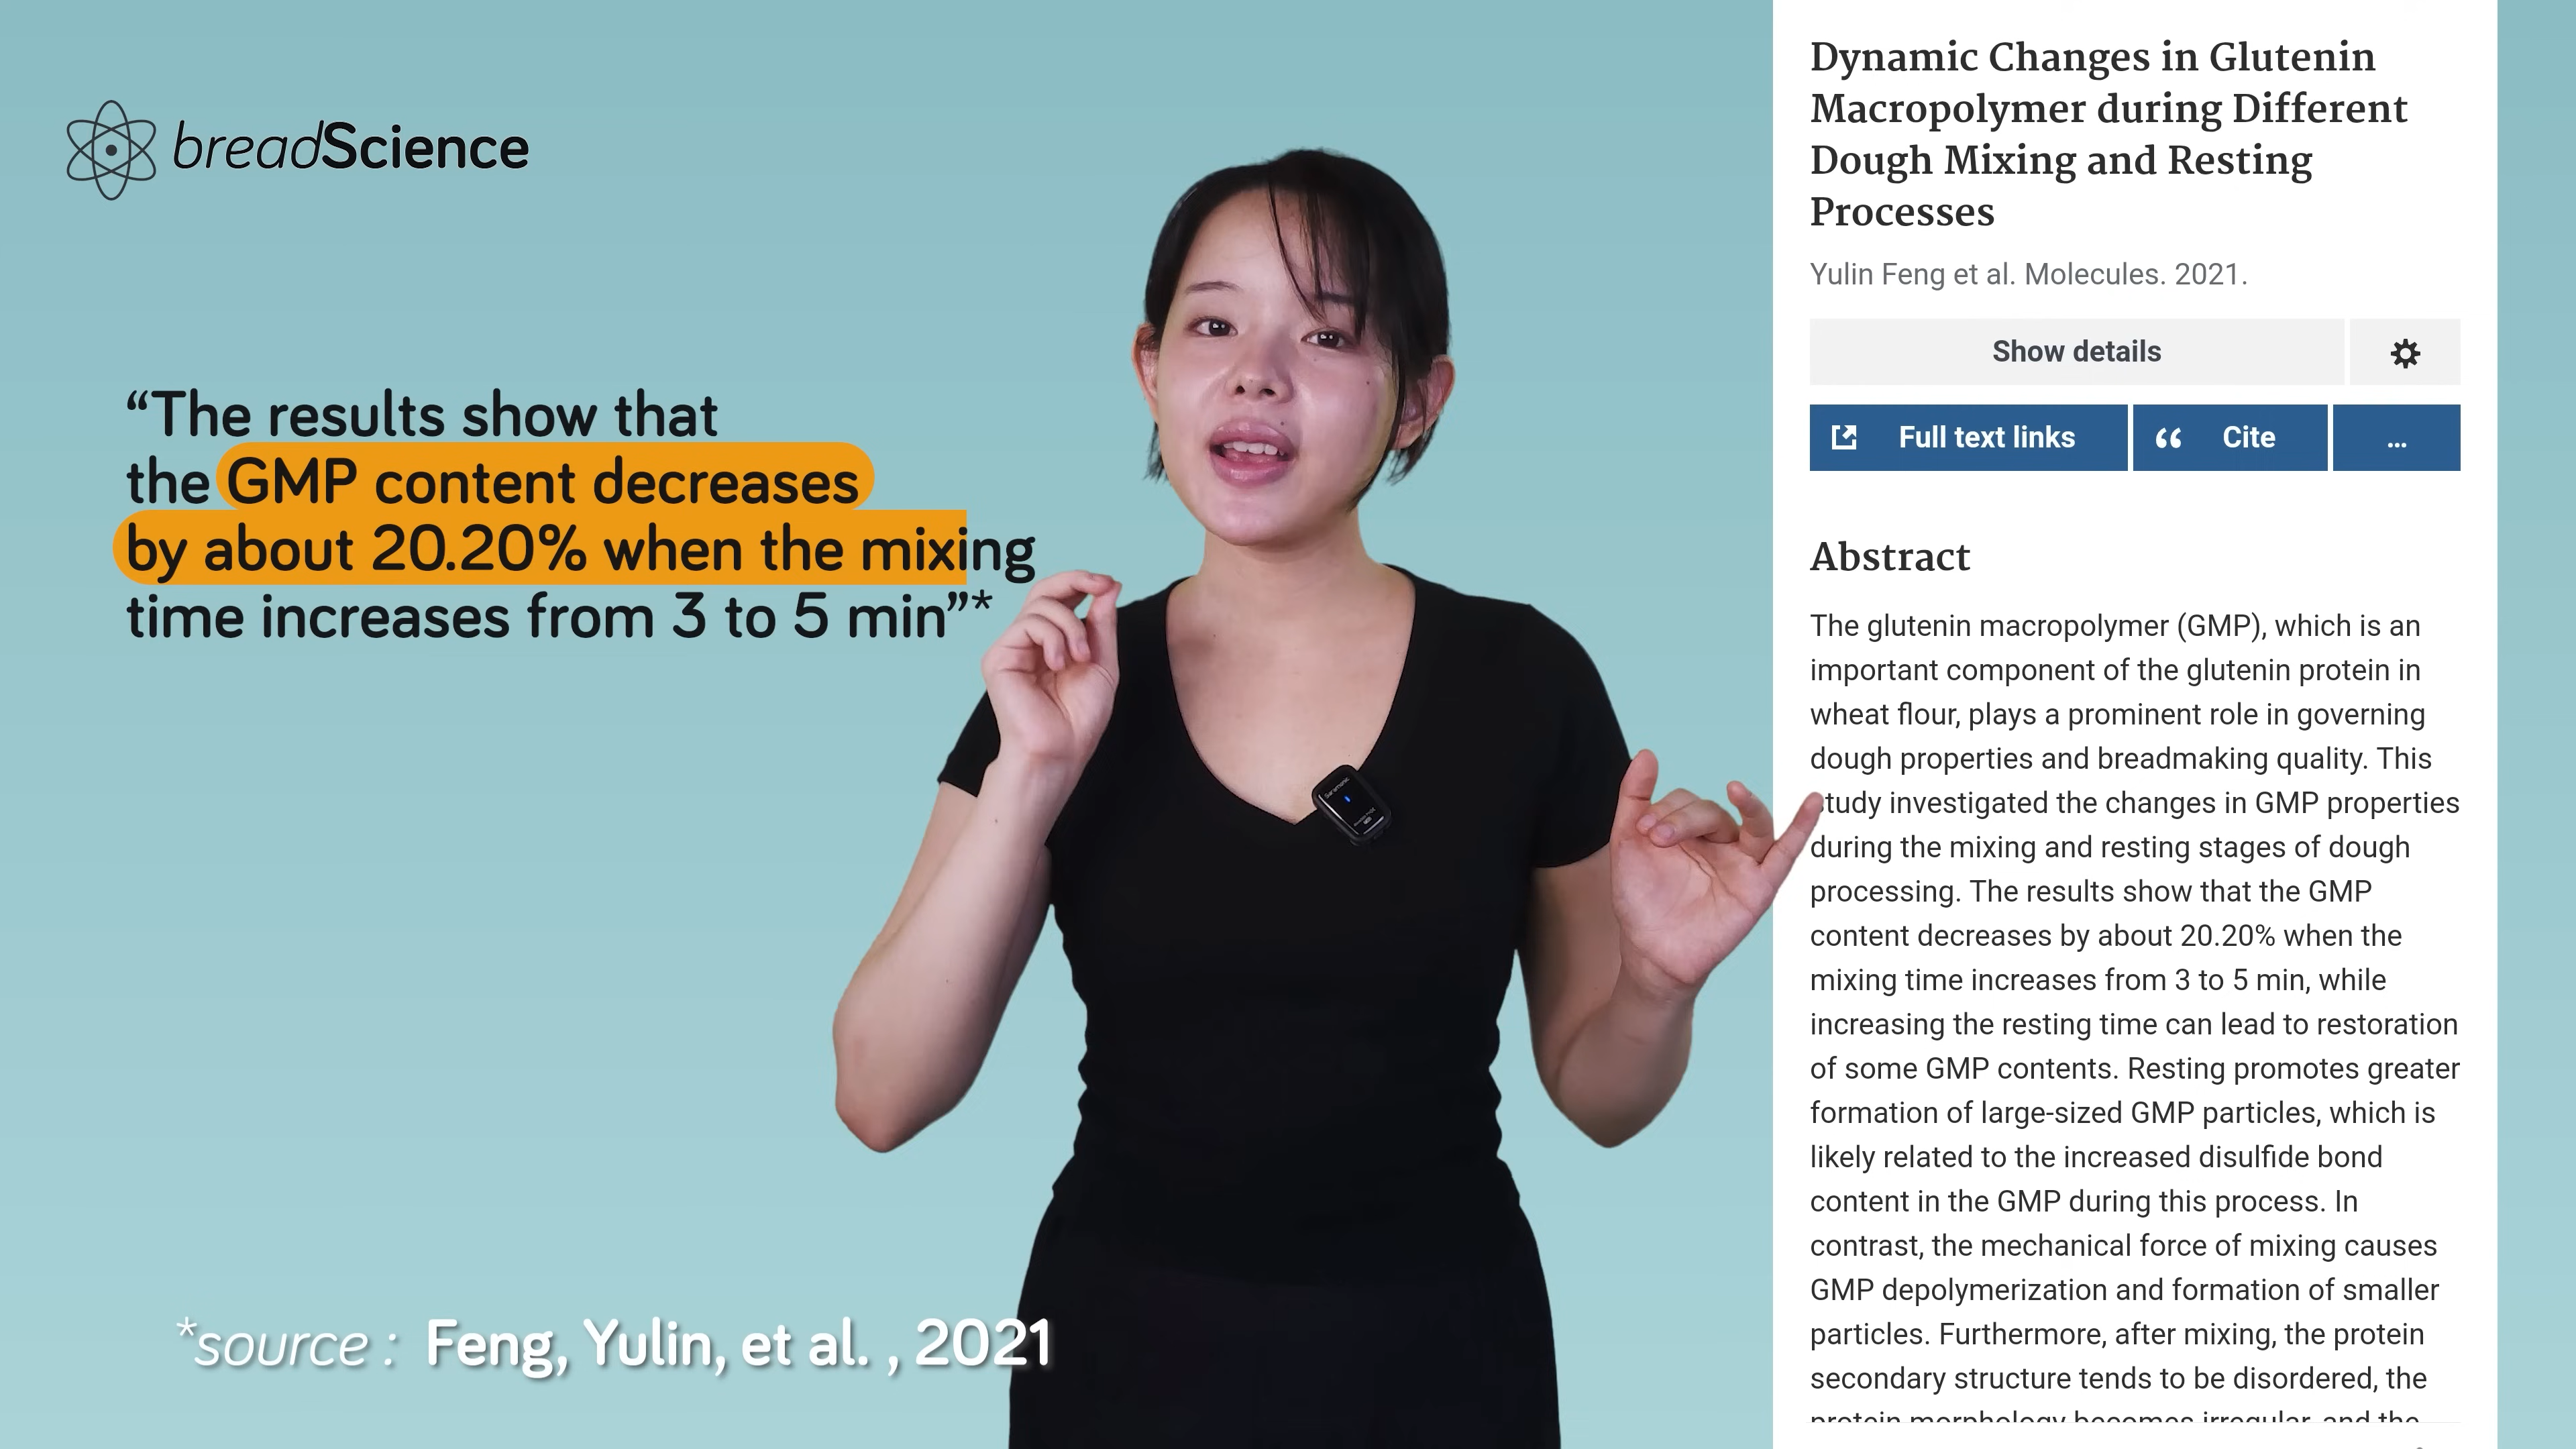 breadScience
“The results show that
the GMP content decreases
by about 20.20% when the mixing
time increases from 3 to 5 min”*
*source : Feng, Yulin, et al. , 2021
Dynamic Changes in Glutenin
Macropolymer during Different
Dough Mixing and Resting
Processes
Yulin Feng et al. Molecules. 2021.
Show details
Full text links
Cite
...
Abstract
The glutenin macropolymer (GMP), which is an
important component of the glutenin protein in
wheat flour, plays a prominent role in governing
dough properties and breadmaking quality. This
study investigated the changes in GMP properties
during the mixing and resting stages of dough
processing. The results show that the GMP
content decreases by about 20.20% when the
mixing time increases from 3 to 5 min, while
increasing the resting time can lead to restoration
of some GMP contents. Resting promotes greater
formation of large-sized GMP particles, which is
likely related to the increased disulfide bond
content in the GMP during this process. In
contrast, the mechanical force of mixing causes
GMP depolymerization and formation of smaller
particles. Furthermore, after mixing, the protein
secondary structure tends to be disordered, the
protein morphology becomes irregular, and the